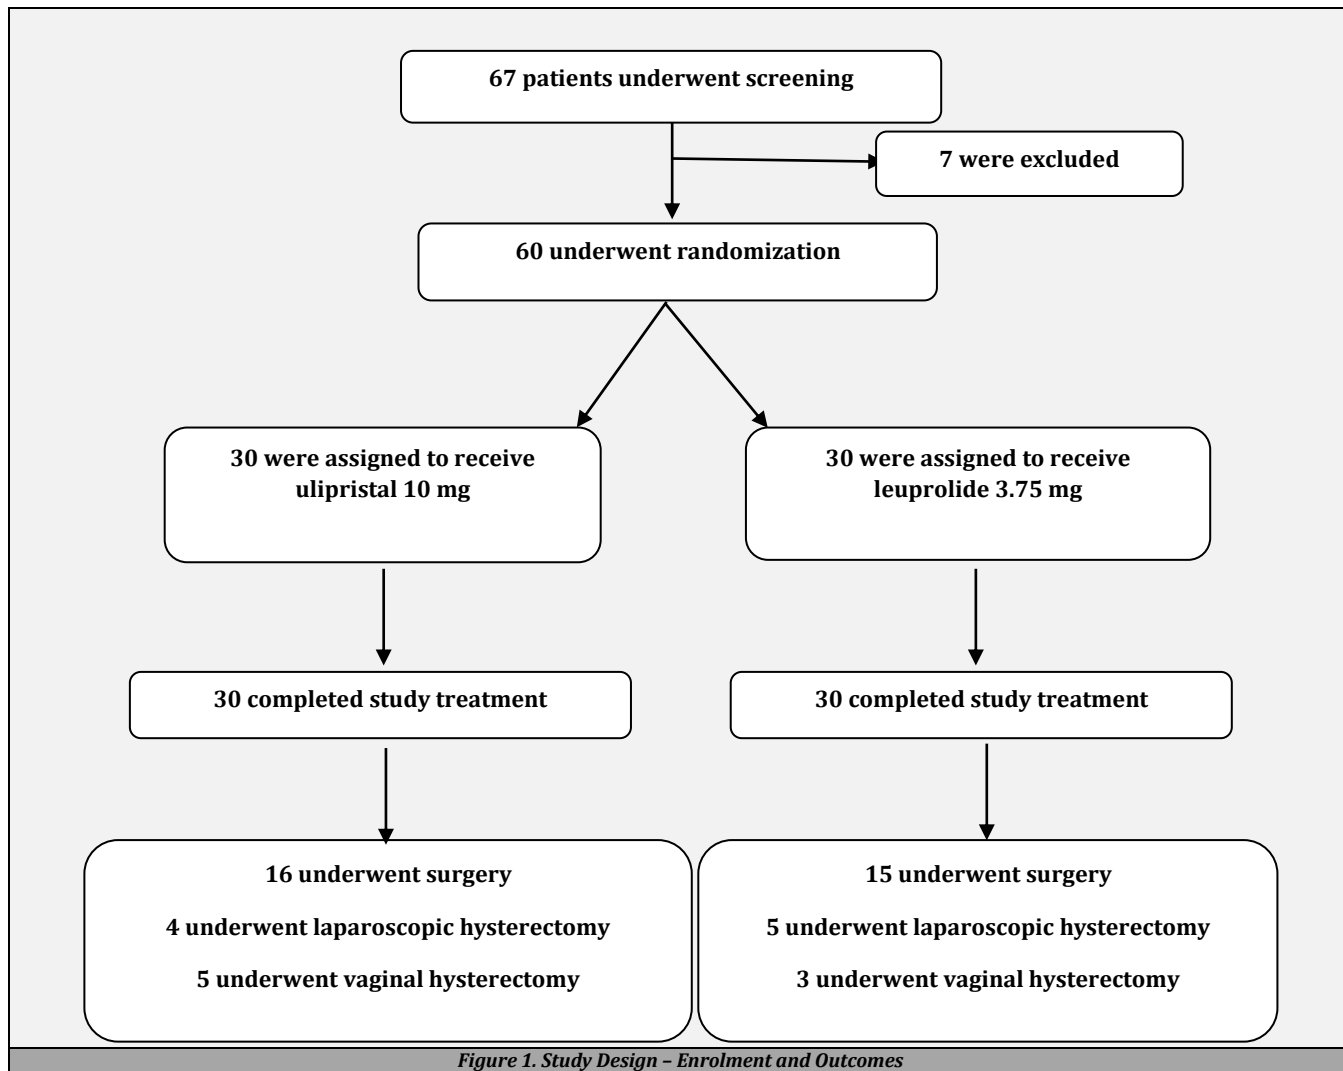 67 patients underwent screening
7 were excluded
60 underwent randomization
30 were assigned to receive
ulipristal 10 mg
30 were assigned to receive
leuprolide 3.75 mg
30 completed study treatment
30 completed study treatment
16 underwent surgery
4 underwent laparoscopic hysterectomy
5 underwent vaginal hysterectomy
15 underwent surgery
5 underwent laparoscopic hysterectomy
3 underwent vaginal hysterectomy
Figure 1. Study Design – Enrolment and Outcomes